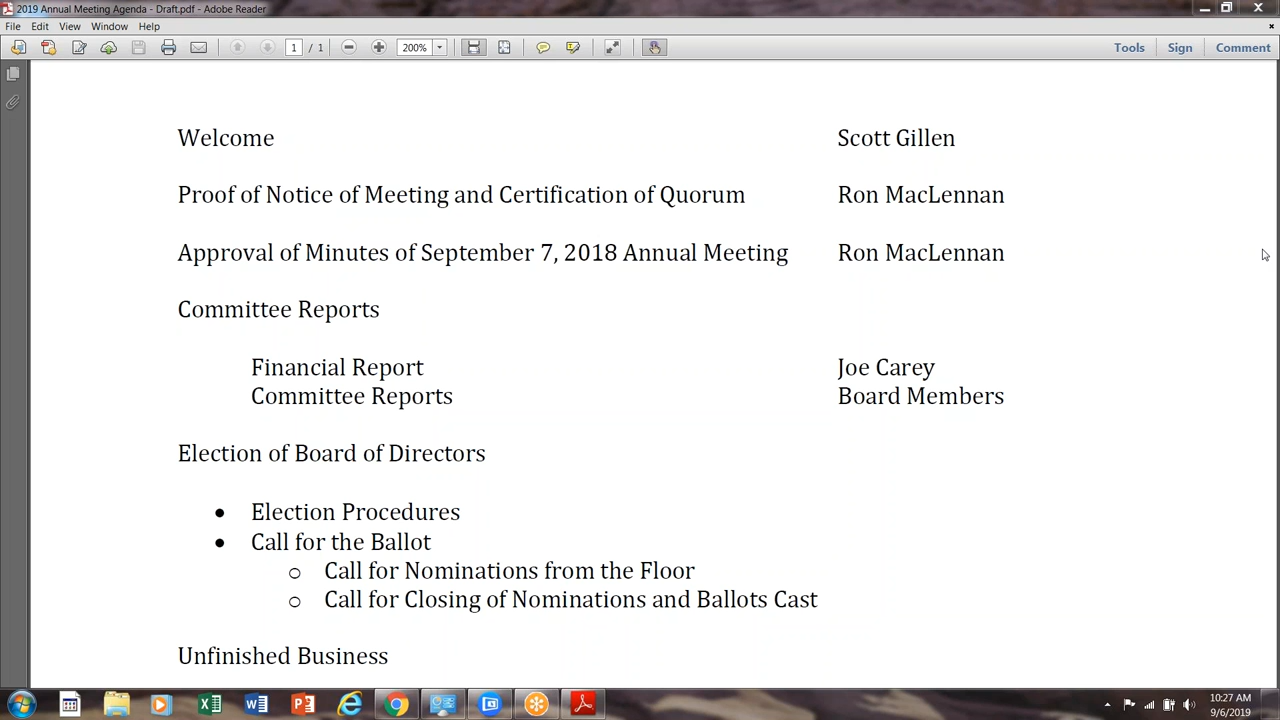 2019 Annual Meeting Agenda - Draft.pdf - Adobe Reader
File Edit View Window Help
1 / 1 200% Tools Sign Comment
Welcome Scott Gillen
Proof of Notice of Meeting and Certification of Quorum Ron MacLennan
Approval of Minutes of September 7, 2018 Annual Meeting Ron MacLennan
Committee Reports
Financial Report Joe Carey
Committee Reports Board Members
Election of Board of Directors
• Election Procedures
• Call for the Ballot
o Call for Nominations from the Floor
o Call for Closing of Nominations and Ballots Cast
Unfinished Business
10:27 AM
9/6/2019